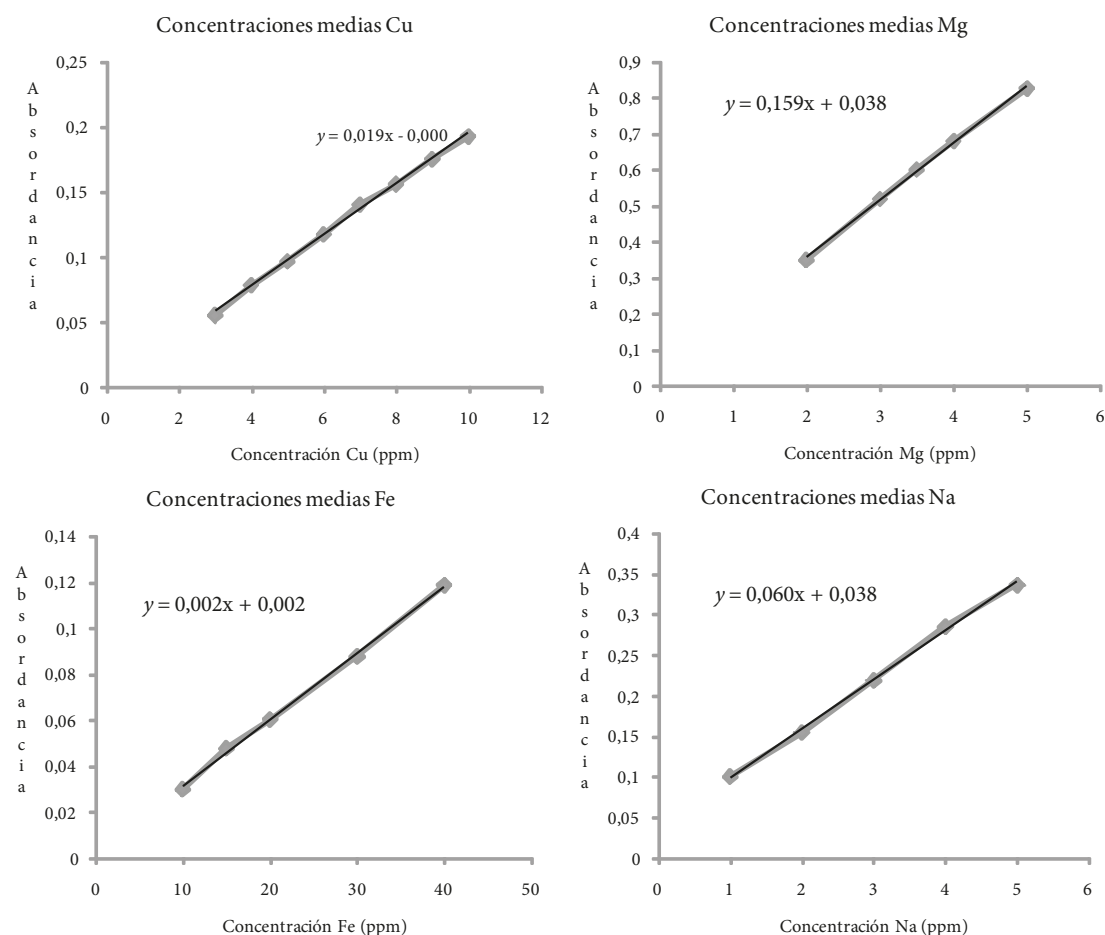 Concentraciones medias Cu
Absordancia
0,25
0,2
0,15
0,1
0,05
0
y = 0,019x - 0,000
0 2 4 6 8 10 12
Concentración Cu (ppm)
Concentraciones medias Mg
Absordancia
0,9
0,8
0,7
0,6
0,5
0,4
0,3
0,2
0,1
0
y = 0,159x + 0,038
0 1 2 3 4 5 6
Concentración Mg (ppm)
Concentraciones medias Fe
Absordancia
0,14
0,12
0,1
0,08
0,06
0,04
0,02
0
y = 0,002x + 0,002
0 10 20 30 40 50
Concentración Fe (ppm)
Concentraciones medias Na
Absordancia
0,4
0,35
0,3
0,25
0,2
0,15
0,1
0,05
0
y = 0,060x + 0,038
0 1 2 3 4 5 6
Concentración Na (ppm)